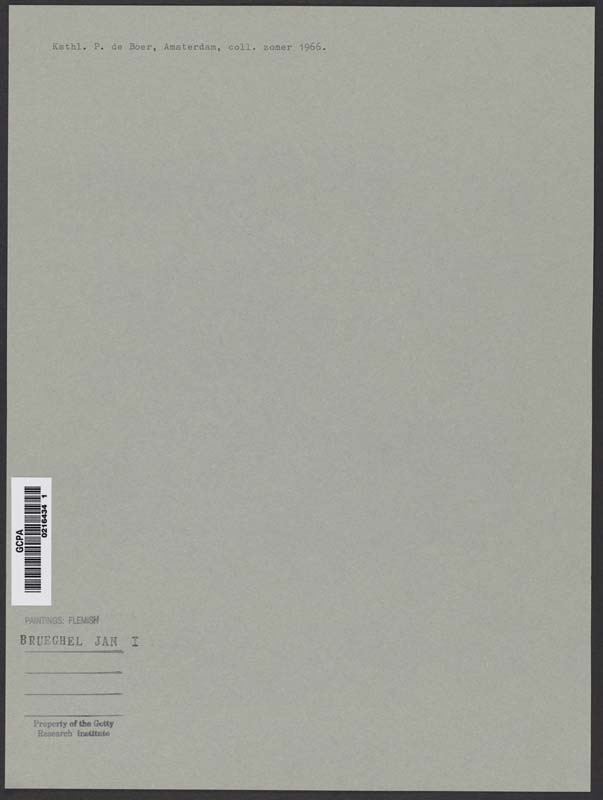 Kathl. P. de Boer, Amsterdam, coll. zomer 1966.
GCPA
0216434 1
PAINTINGS: FLEMISH
BRUEGHEL JAN I
Property of the Getty
Research Institute